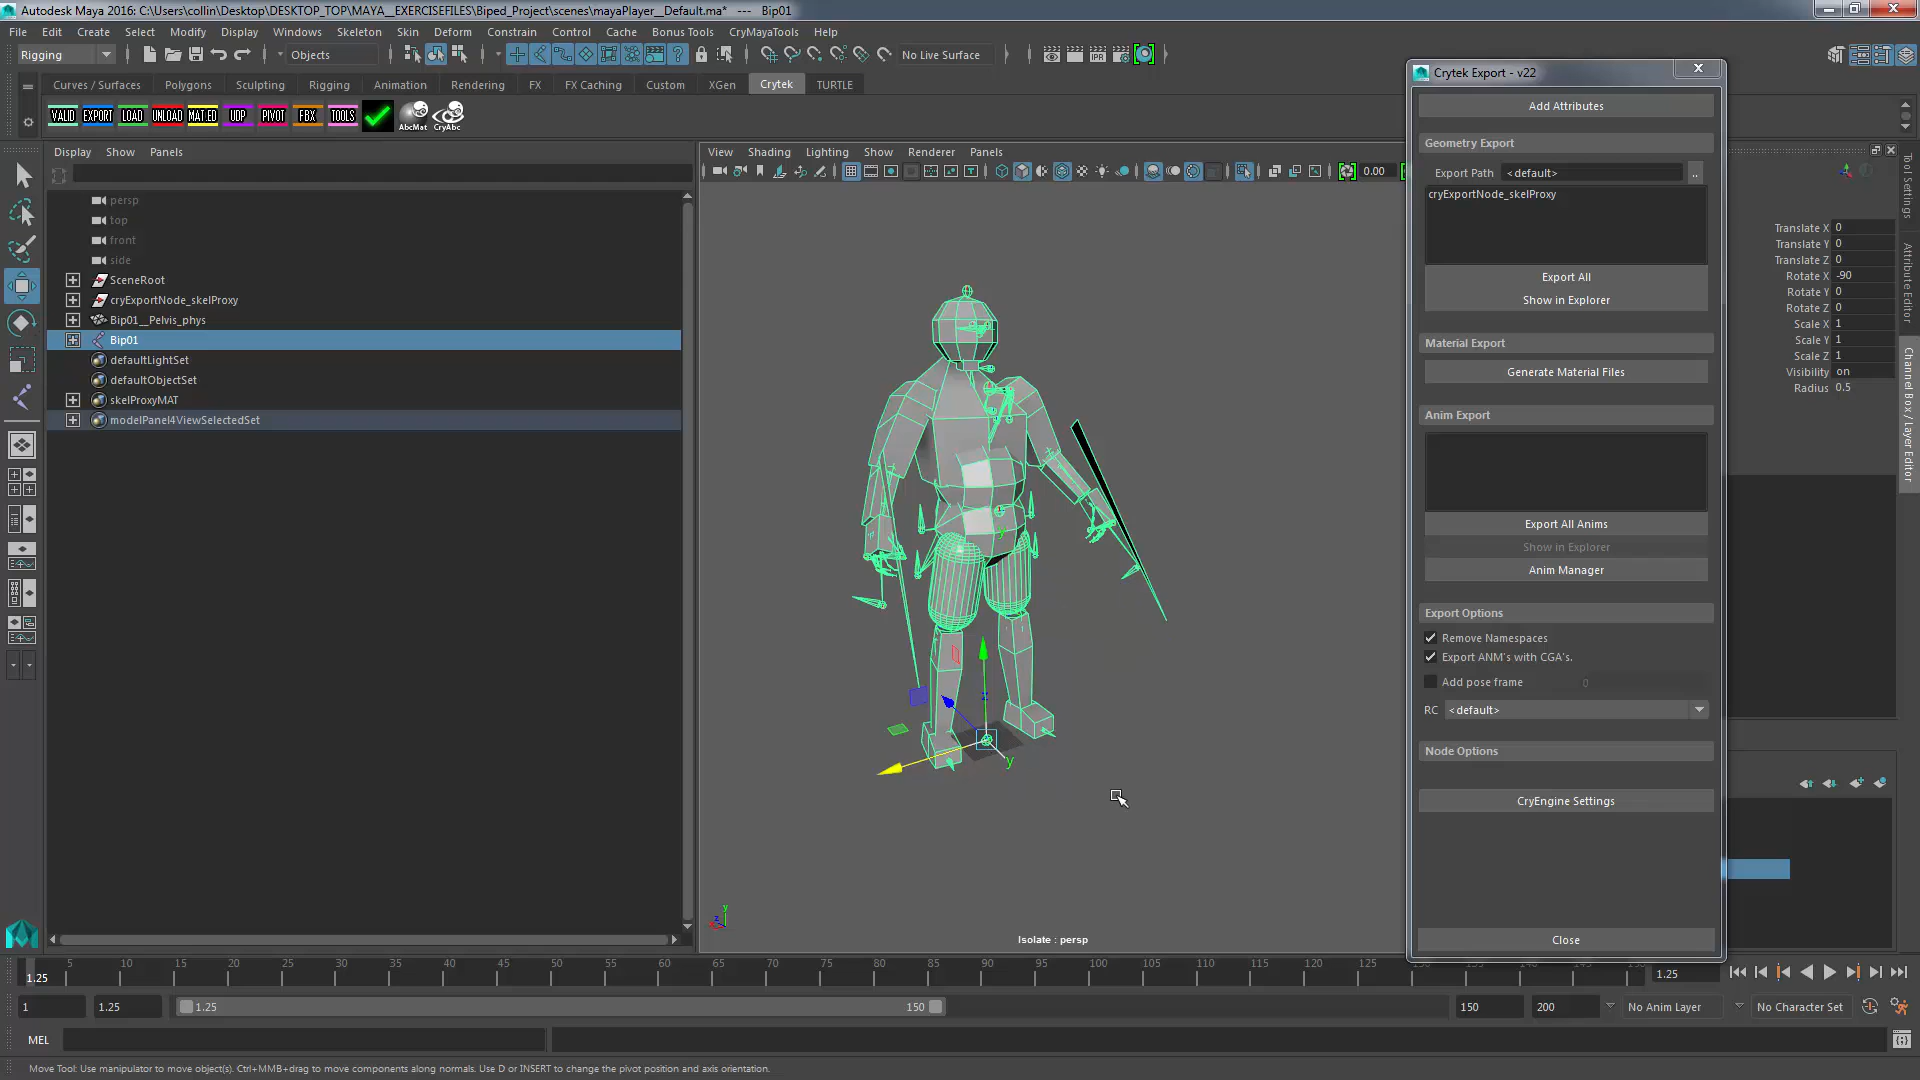 Autodesk Maya 2016: C:\Users\collin\Desktop\DESKTOP_TOP\MAYA__EXERCISEFILES\Biped_Project\scenes\mayaPlayer__Default.ma* --- Bip01
File Edit Create Select Modify Display Windows Skeleton Skin Deform Constrain Control Cache Bonus Tools CryMayaTools Help
Rigging Objects No Live Surface
Curves / Surfaces Polygons Sculpting Rigging Animation Rendering FX FX Caching Custom XGen Crytek TURTLE
VALID EXPORT LOAD UNLOAD MAT.ED UDP PIVOT FBX TOOLS AbcMat CryAbc
Display Show Panels
persp
top
front
side
SceneRoot
cryExportNode_skelProxy
Bip01__Pelvis_phys
Bip01
defaultLightSet
defaultObjectSet
skelProxyMAT
modelPanel4ViewSelectedSet
View Shading Lighting Show Renderer Panels
0.00
y
z
y
y
z
Isolate : persp
Crytek Export - v22
Add Attributes
Geometry Export
Export Path <default> ..
cryExportNode_skelProxy
Export All
Show in Explorer
Material Export
Generate Material Files
Anim Export
Export All Anims
Show in Explorer
Anim Manager
Export Options
Remove Namespaces
Export ANM's with CGA's.
Add pose frame 0
RC <default>
Node Options
CryEngine Settings
Close
Translate X 0
Translate Y 0
Translate Z 0
Rotate X -90
Rotate Y 0
Rotate Z 0
Scale X 1
Scale Y 1
Scale Z 1
Visibility on
Radius 0.5
Tool Settings
Attribute Editor
Channel Box / Layer Editor
5 10 15 20 25 30 35 40 45 50 55 60 65 70 75 80 85 90 95 100 105 110 115 120 125
1.25 1.25
1 1.25 1.25 150 150 200 No Anim Layer No Character Set
MEL
Move Tool: Use manipulator to move object(s). Ctrl+MMB+drag to move components along normals. Use D or INSERT to change the pivot position and axis orientation.